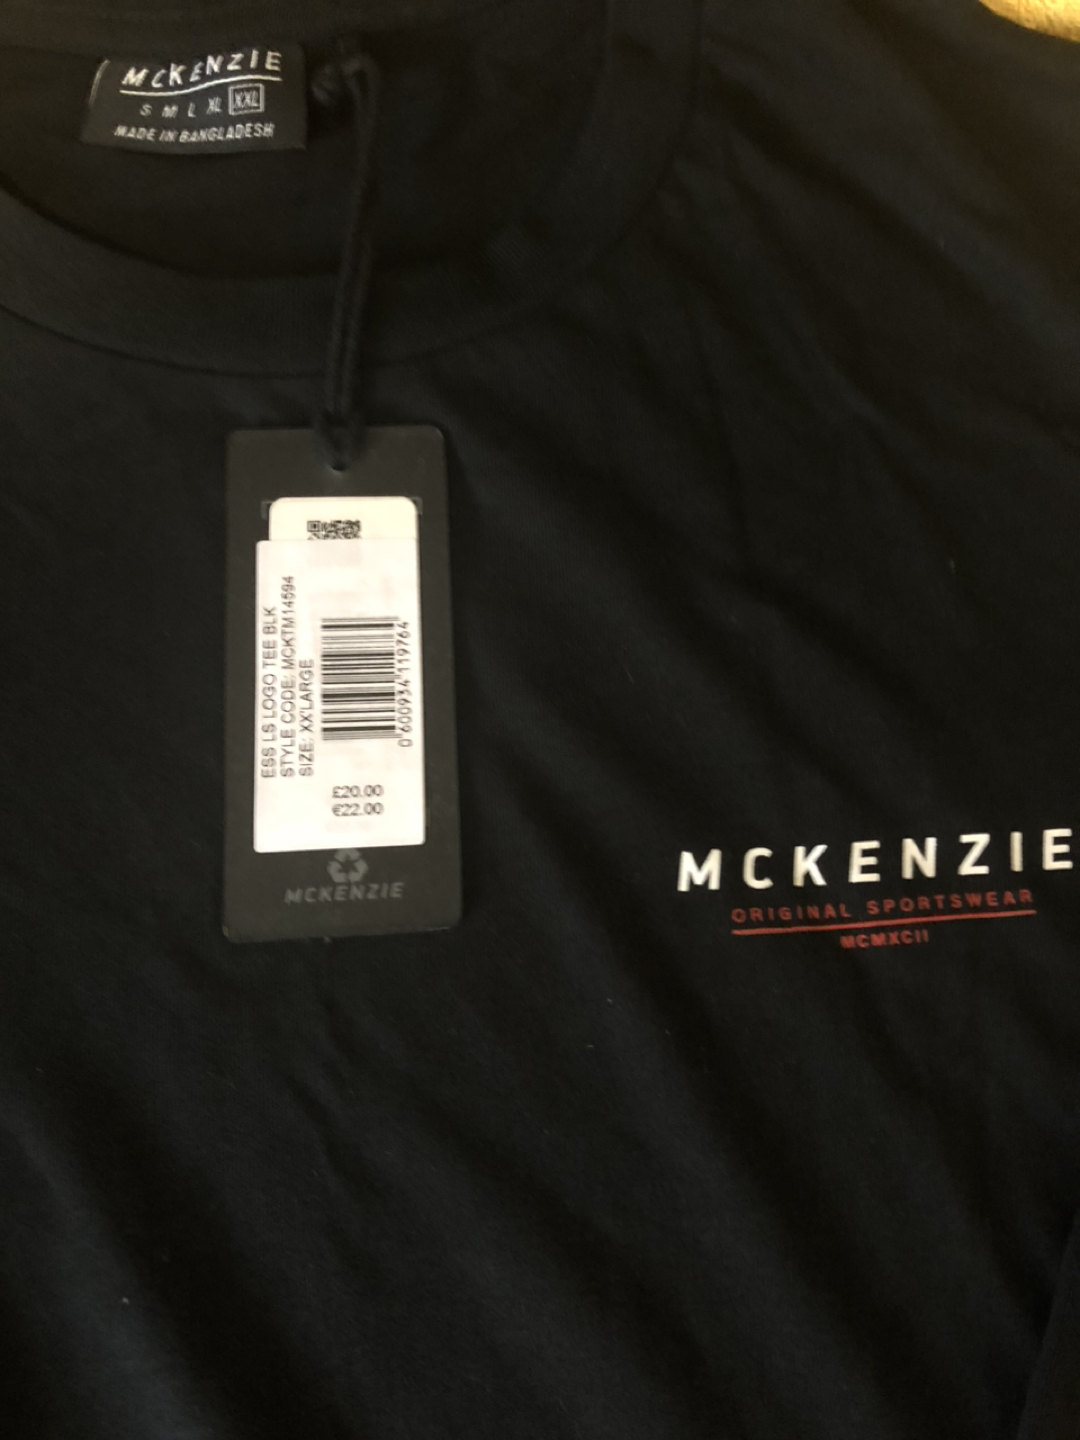 MCKENZIE
S M L XL XXL
MADE IN BANGLADESH
ESS LS LOGO TEE BLK
STYLE CODE: MCKTM14594
SIZE: XX'LARGE
0 600934 119764
£20.00
€22.00
MCKENZIE
MCKENZIE
ORIGINAL SPORTSWEAR
MCMXCII